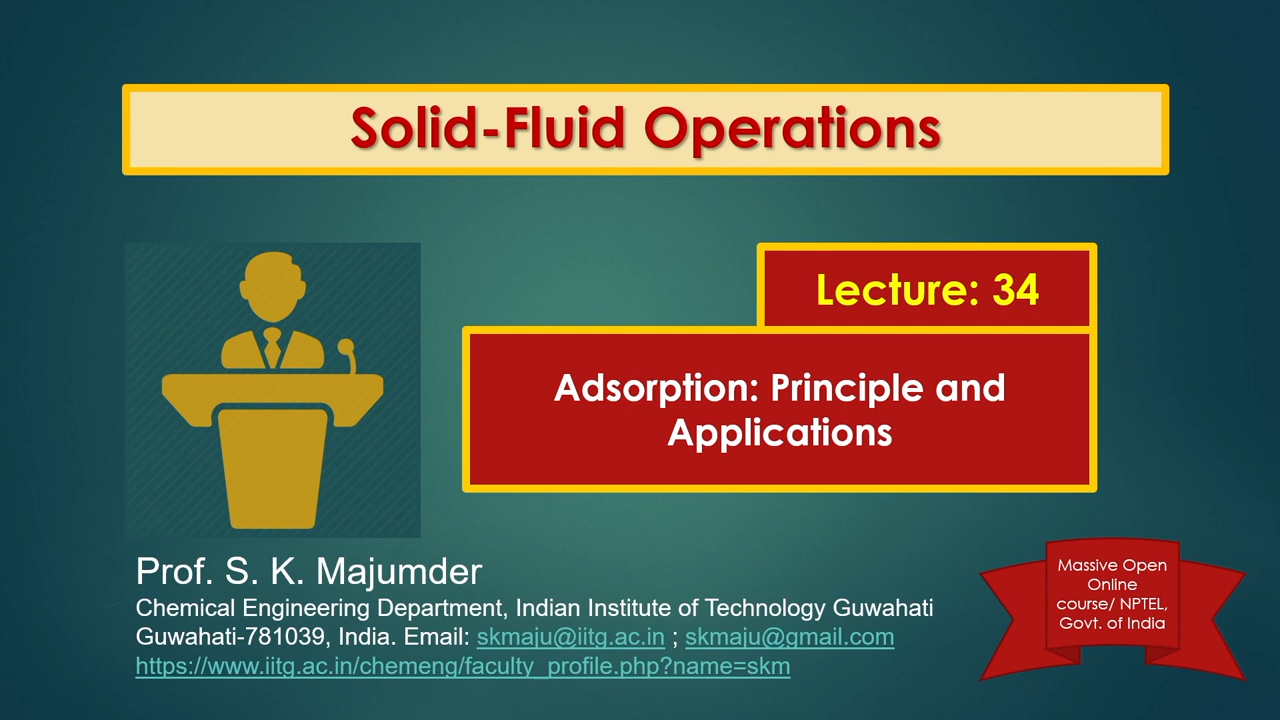 Solid-Fluid Operations
Lecture: 34
Adsorption: Principle and
Applications
Prof. S. K. Majumder
Chemical Engineering Department, Indian Institute of Technology Guwahati
Guwahati-781039, India. Email: skmaju@iitg.ac.in ; skmaju@gmail.com
https://www.iitg.ac.in/chemeng/faculty_profile.php?name=skm
Massive Open
Online
course/ NPTEL,
Govt. of India